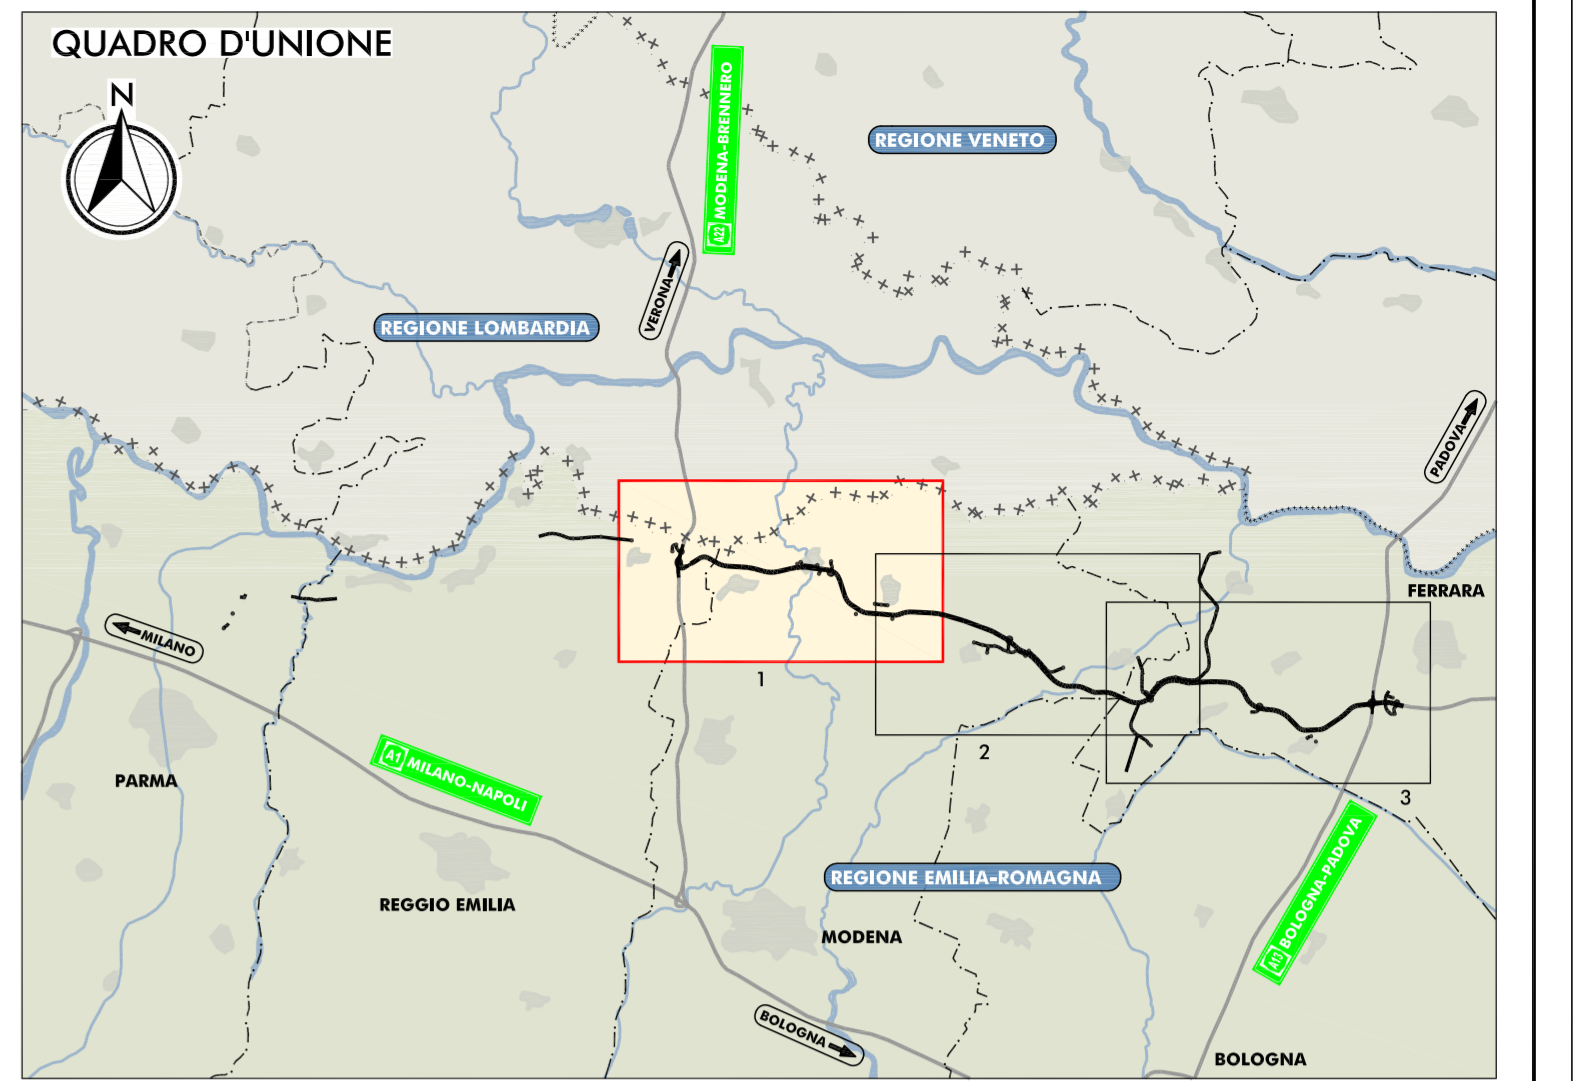 QUADRO D'UNIONE
N
A22 MODENA-BRENNERO
REGIONE VENETO
VERONA
REGIONE LOMBARDIA
PADOVA
FERRARA
MILANO
1
2
3
PARMA
A1 MILANO-NAPOLI
A13 BOLOGNA-PADOVA
REGIONE EMILIA-ROMAGNA
REGGIO EMILIA
MODENA
BOLOGNA
BOLOGNA